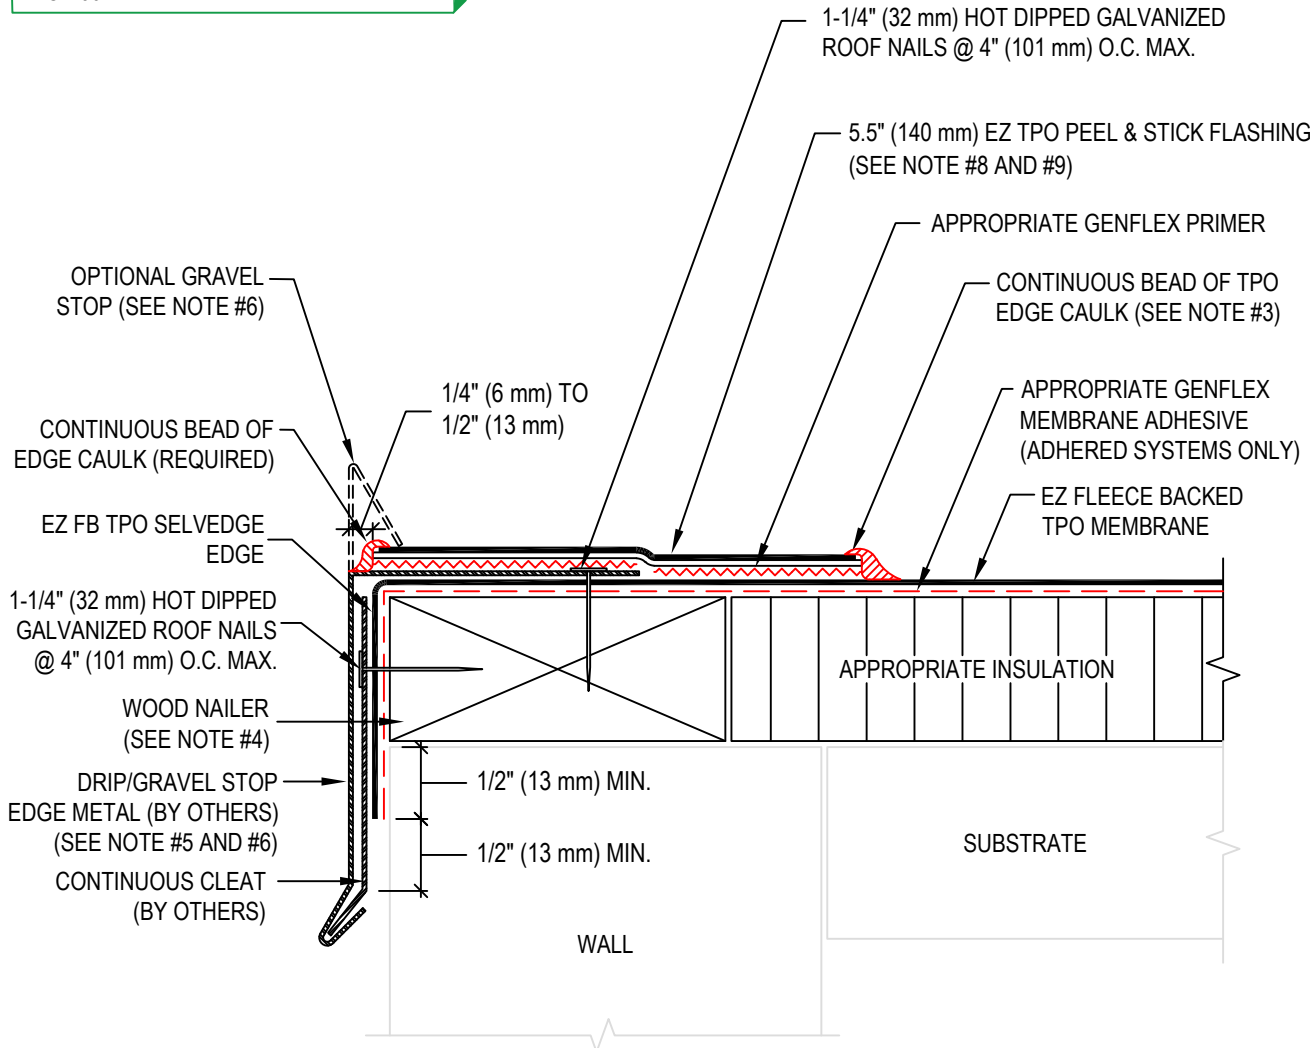 1-1/4" (32 mm) HOT DIPPED GALVANIZED
ROOF NAILS @ 4" (101 mm) O.C. MAX.
5.5" (140 mm) EZ TPO PEEL & STICK FLASHING
(SEE NOTE #8 AND #9)
APPROPRIATE GENFLEX PRIMER
CONTINUOUS BEAD OF TPO
EDGE CAULK (SEE NOTE #3)
APPROPRIATE GENFLEX
MEMBRANE ADHESIVE
(ADHERED SYSTEMS ONLY)
EZ FLEECE BACKED
TPO MEMBRANE
OPTIONAL GRAVEL
STOP (SEE NOTE #6)
1/4" (6 mm) TO
1/2" (13 mm)
CONTINUOUS BEAD OF
EDGE CAULK (REQUIRED)
EZ FB TPO SELVEDGE
EDGE
1-1/4" (32 mm) HOT DIPPED
GALVANIZED ROOF NAILS
@ 4" (101 mm) O.C. MAX.
WOOD NAILER
(SEE NOTE #4)
DRIP/GRAVEL STOP
EDGE METAL (BY OTHERS)
(SEE NOTE #5 AND #6)
CONTINUOUS CLEAT
(BY OTHERS)
APPROPRIATE INSULATION
1/2" (13 mm) MIN.
1/2" (13 mm) MIN.
SUBSTRATE
WALL